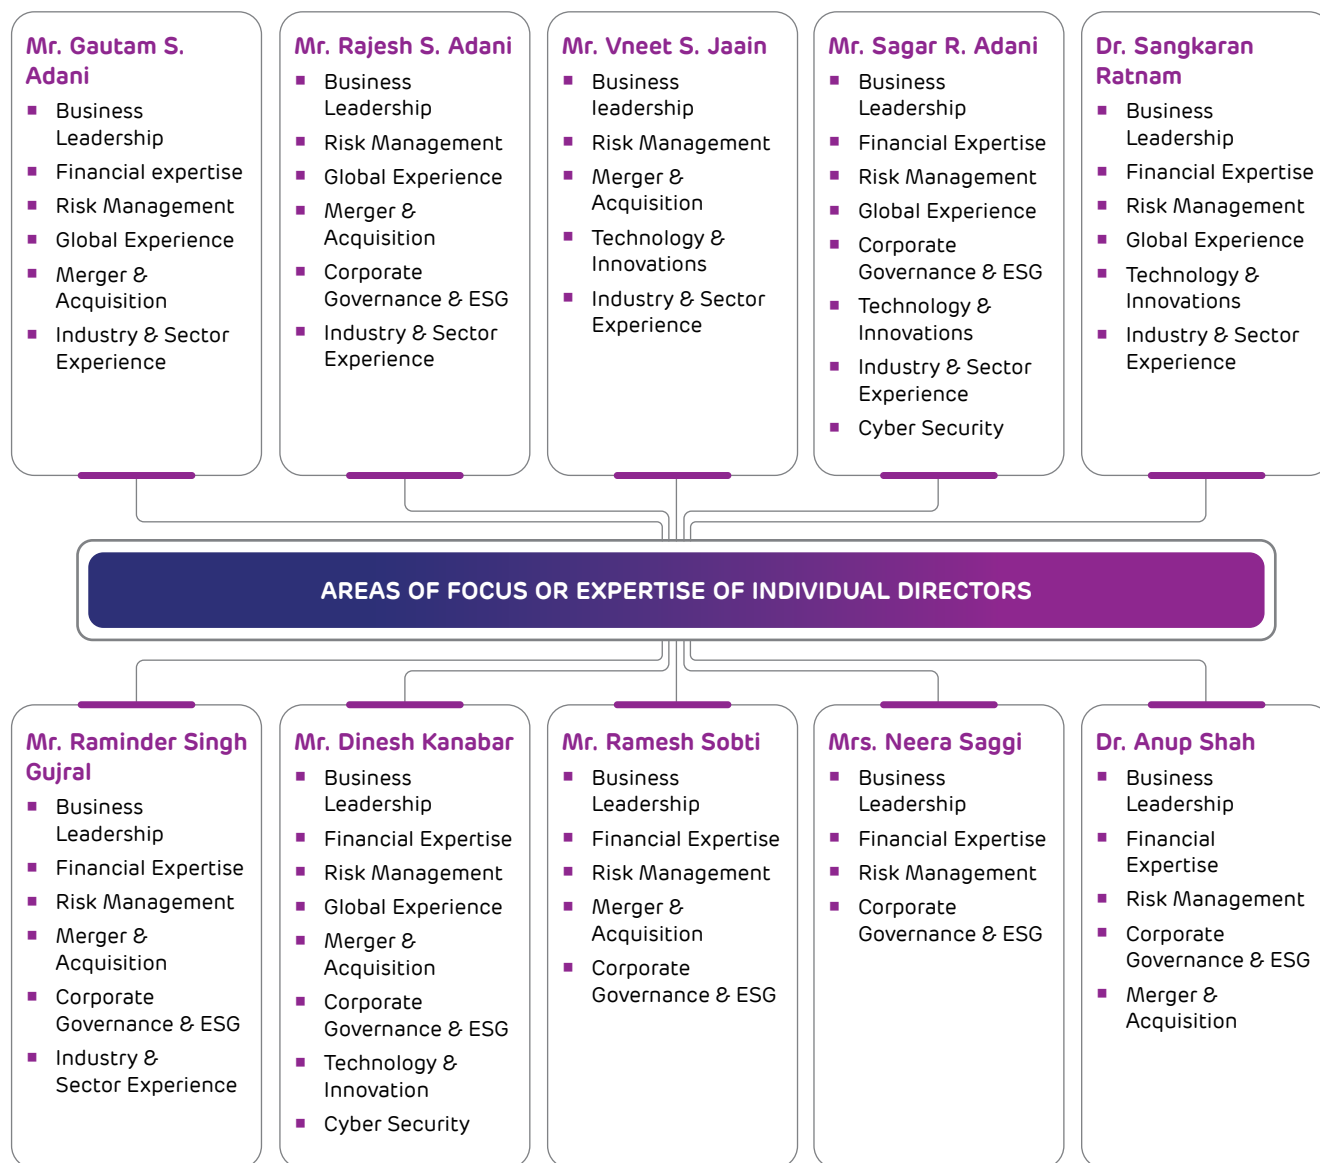 Mr. Gautam S.
Adani
Business
Leadership
Financial expertise
Risk Management
Global Experience
Merger &
Acquisition
Industry & Sector
Experience
Mr. Rajesh S. Adani
Business
Leadership
Risk Management
Global Experience
Merger &
Acquisition
Corporate
Governance & ESG
Industry & Sector
Experience
Mr. Vneet S. Jaain
Business
leadership
Risk Management
Merger &
Acquisition
Technology &
Innovations
Industry & Sector
Experience
Mr. Sagar R. Adani
Business
Leadership
Financial Expertise
Risk Management
Global Experience
Corporate
Governance & ESG
Technology &
Innovations
Industry & Sector
Experience
Cyber Security
Dr. Sangkaran
Ratnam
Business
Leadership
Financial Expertise
Risk Management
Global Experience
Technology &
Innovations
Industry & Sector
Experience
AREAS OF FOCUS OR EXPERTISE OF INDIVIDUAL DIRECTORS
Mr. Raminder Singh
Gujral
Business
Leadership
Financial Expertise
Risk Management
Merger &
Acquisition
Corporate
Governance & ESG
Industry &
Sector Experience
Mr. Dinesh Kanabar
Business
Leadership
Financial Expertise
Risk Management
Global Experience
Merger &
Acquisition
Corporate
Governance & ESG
Technology &
Innovation
Cyber Security
Mr. Ramesh Sobti
Business
Leadership
Financial Expertise
Risk Management
Merger &
Acquisition
Corporate
Governance & ESG
Mrs. Neera Saggi
Business
Leadership
Financial Expertise
Risk Management
Corporate
Governance & ESG
Dr. Anup Shah
Business
Leadership
Financial
Expertise
Risk Management
Corporate
Governance & ESG
Merger &
Acquisition